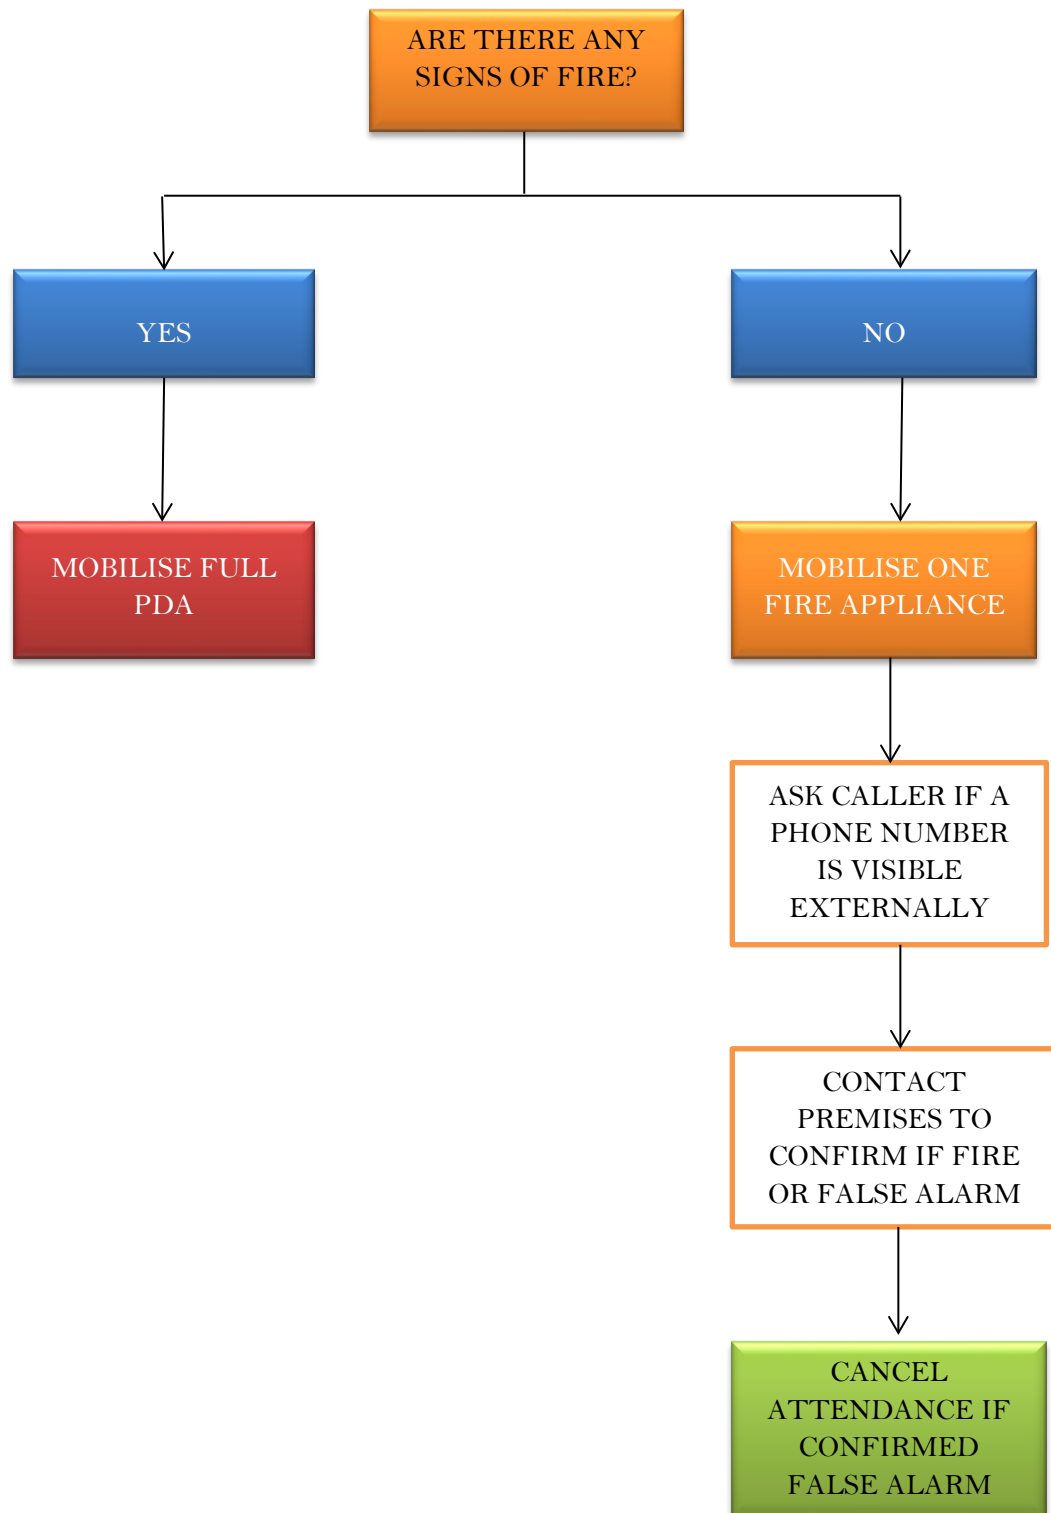 ARE THERE ANY
SIGNS OF FIRE?
YES
NO
MOBILISE FULL
PDA
MOBILISE ONE
FIRE APPLIANCE
ASK CALLER IF A
PHONE NUMBER
IS VISIBLE
EXTERNALLY
CONTACT
PREMISES TO
CONFIRM IF FIRE
OR FALSE ALARM
CANCEL
ATTENDANCE IF
CONFIRMED
FALSE ALARM